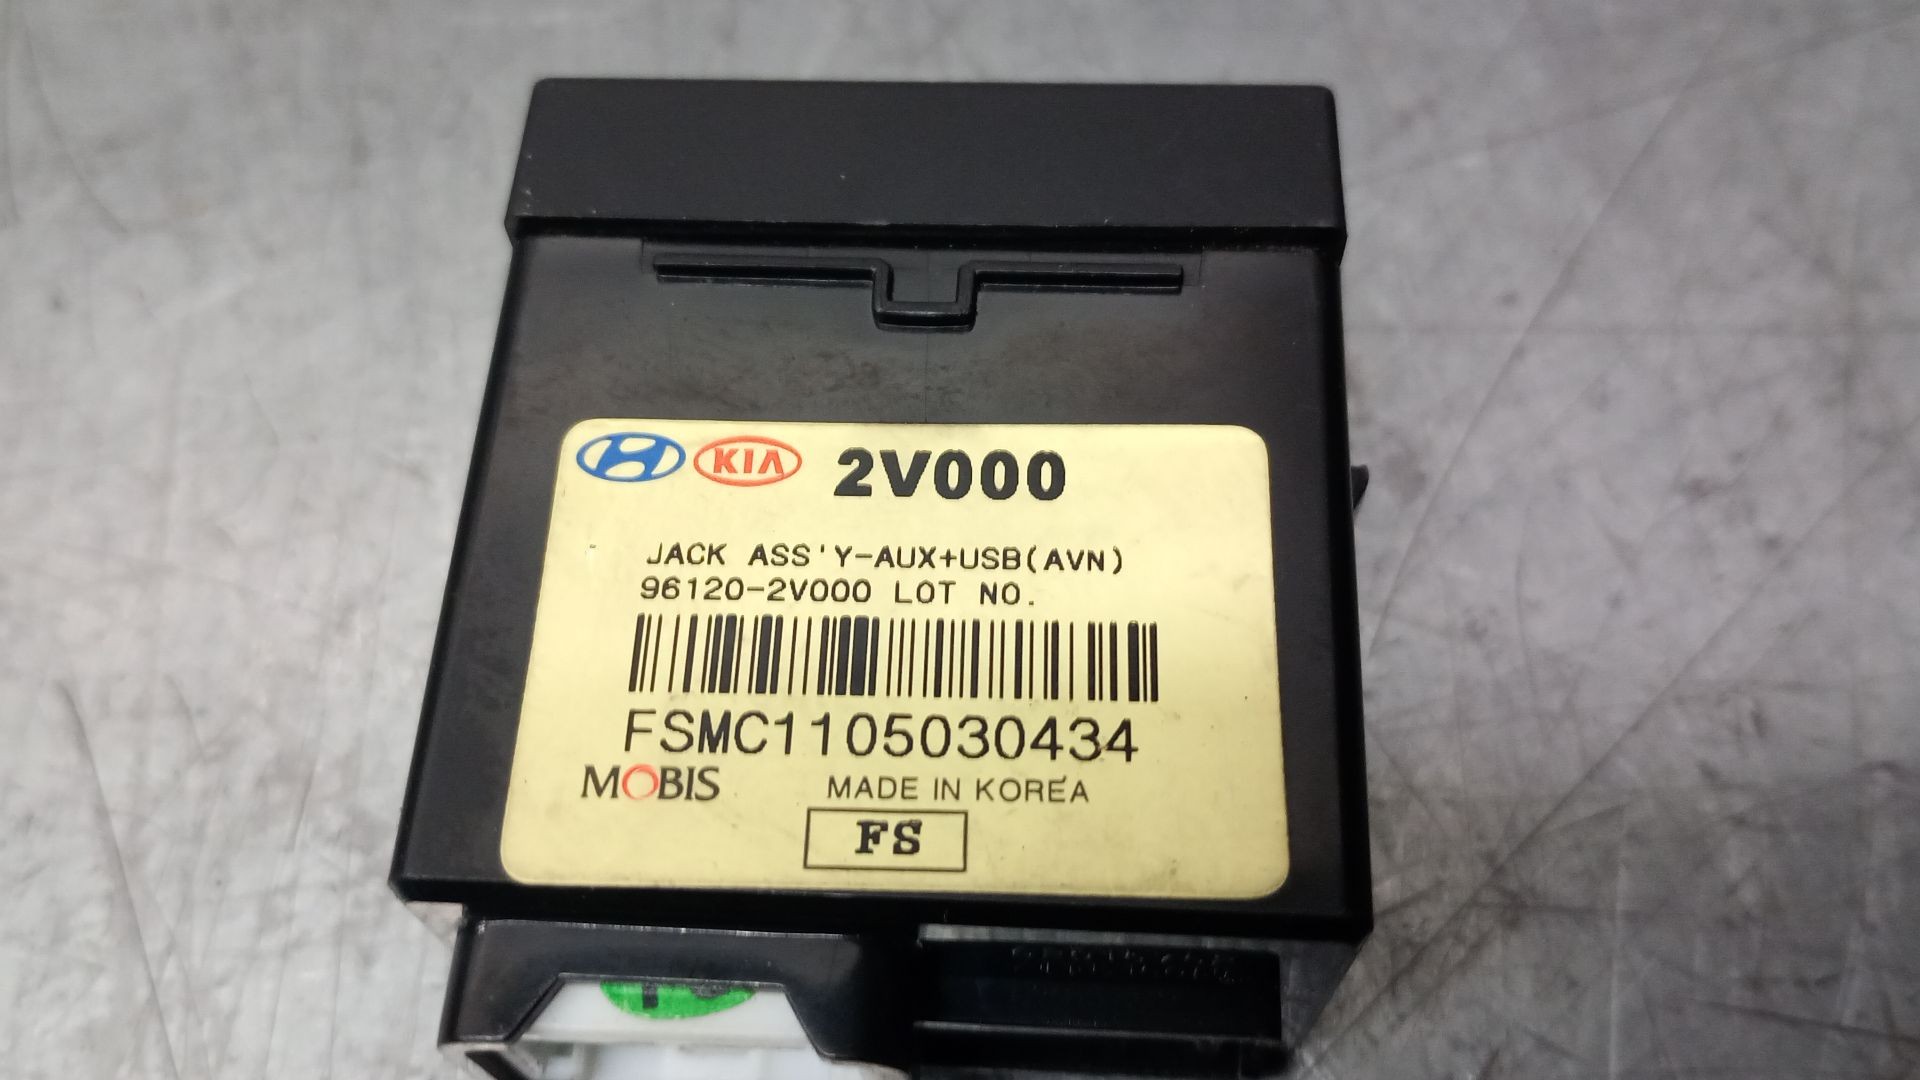 KIA 2V000
JACK ASS'Y-AUX+USB(AVN)
96120-2V000 LOT NO.
FSMC1105030434
MOBIS MADE IN KOREA
FS